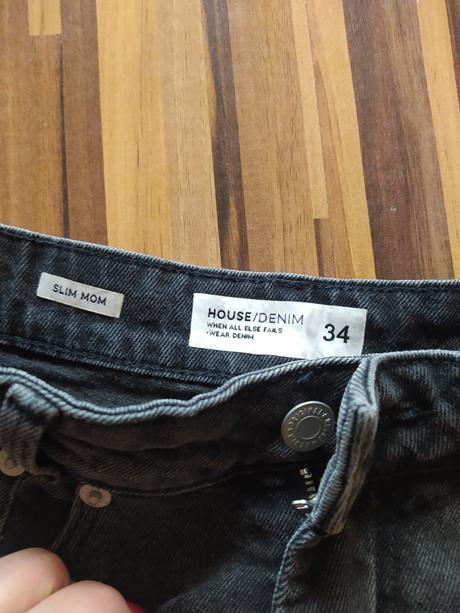 SLIM MOM
HOUSE/DENIM
WHEN ALL ELSE FAILS
-WEAR DENIM
34